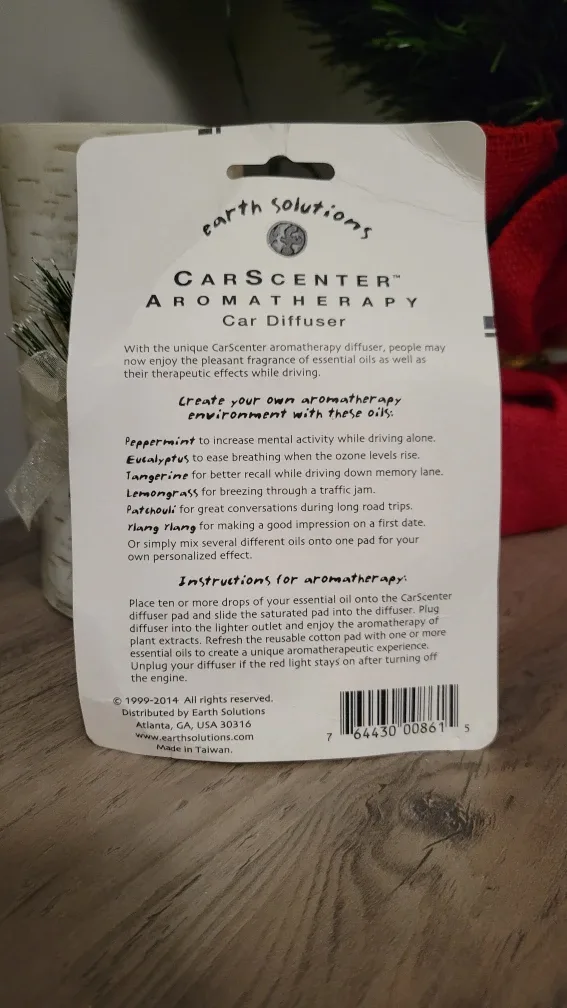 earth solutions
CARSCENTER™
AROMATHERAPY
Car Diffuser
With the unique CarScenter aromatherapy diffuser, people may
now enjoy the pleasant fragrance of essential oils as well as
their therapeutic effects while driving.
Create your own aromatherapy
environment with these oils:
Peppermint to increase mental activity while driving alone.
Eucalyptus to ease breathing when the ozone levels rise.
Tangerine for better recall while driving down memory lane.
Lemongrass for breezing through a traffic jam.
Patchouli for great conversations during long road trips.
Ylang Ylang for making a good impression on a first date.
Or simply mix several different oils onto one pad for your
own personalized effect.
Instructions for aromatherapy:
Place ten or more drops of your essential oil onto the CarScenter
diffuser pad and slide the saturated pad into the diffuser. Plug
diffuser into the lighter outlet and enjoy the aromatherapy of
plant extracts. Refresh the reusable cotton pad with one or more
essential oils to create a unique aromatherapeutic experience.
Unplug your diffuser if the red light stays on after turning off
the engine.
© 1999-2014 All rights reserved.
Distributed by Earth Solutions
Atlanta, GA, USA 30316
www.earthsolutions.com
Made in Taiwan.
7 64430 00861 5